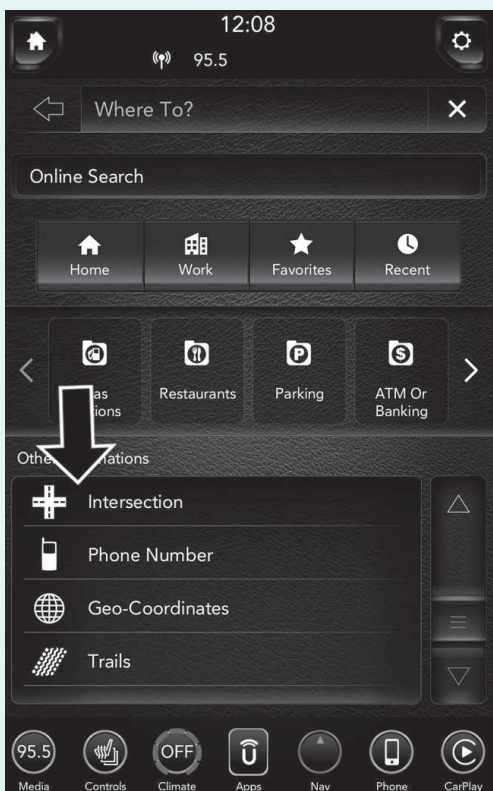 12:08
95.5
Where To?
Online Search
Home Work Favorites Recent
Restaurants Parking ATM Or
Banking
Intersection
Phone Number
Geo-Coordinates
Trails
95.5 OFF
Media Controls Climate Apps Nav Phone CarPlay